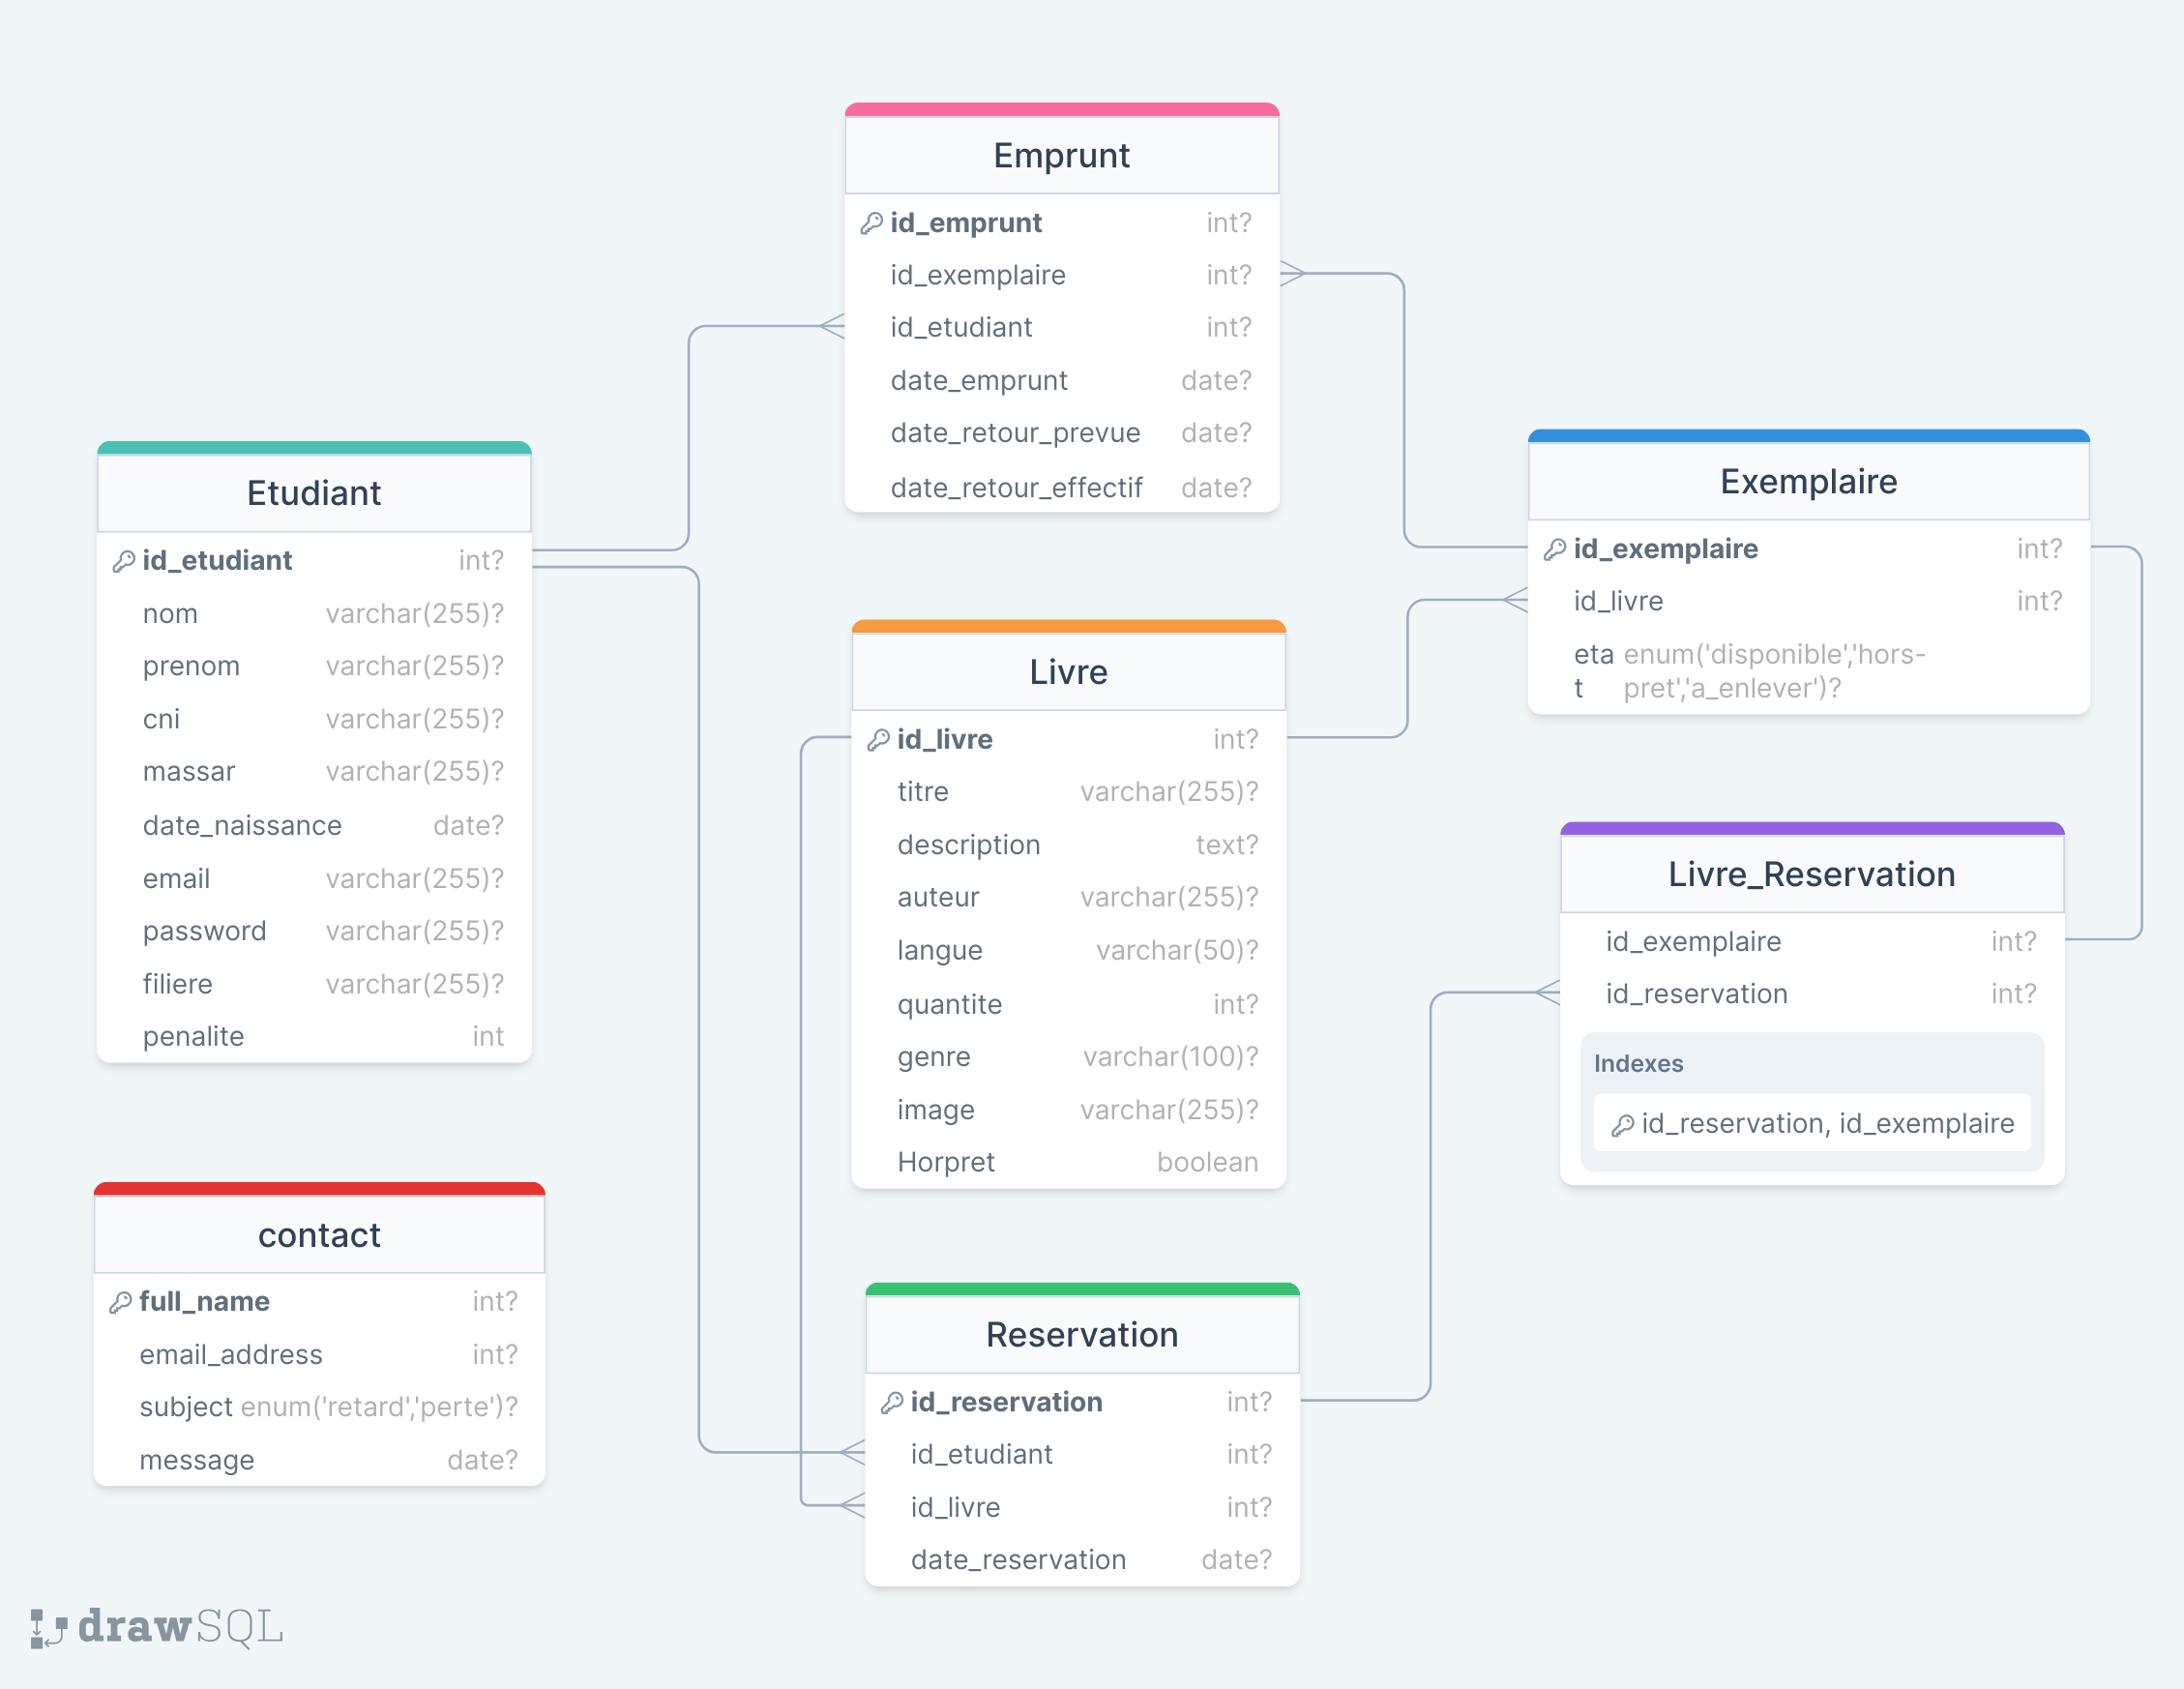 Emprunt
id_emprunt int?
id_exemplaire int?
id_etudiant int?
date_emprunt date?
date_retour_prevue date?
date_retour_effectif date?
Etudiant
id_etudiant int?
nom varchar(255)?
prenom varchar(255)?
cni varchar(255)?
massar varchar(255)?
date_naissance date?
email varchar(255)?
password varchar(255)?
filiere varchar(255)?
penalite int
Exemplaire
id_exemplaire int?
id_livre int?
eta enum('disponible','hors-
t pret','a_enlever')?
Livre
id_livre int?
titre varchar(255)?
description text?
auteur varchar(255)?
langue varchar(50)?
quantite int?
genre varchar(100)?
image varchar(255)?
Horpret boolean
Livre_Reservation
id_exemplaire int?
id_reservation int?
Indexes
id_reservation, id_exemplaire
contact
full_name int?
email_address int?
subject enum('retard','perte')?
message date?
Reservation
id_reservation int?
id_etudiant int?
id_livre int?
date_reservation date?
drawSQL